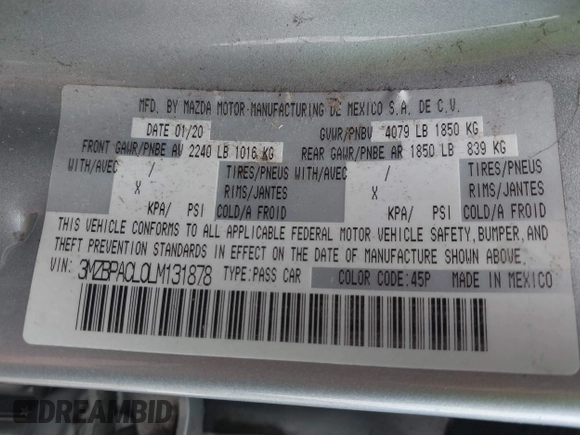 MFD. BY MAZDA MOTOR MANUFACTURING DE MEXICO S.A. DE C.V.
DATE 01/20 GVWR/PNBV 4079 LB 1850 KG
FRONT GAWR/PNBE AV 2240 LB 1016 KG REAR GAWR/PNBE AR 1850 LB 839 KG
WITH/AVEC / TIRES/PNEUS WITH/AVEC / TIRES/PNEUS
X RIMS/JANTES X RIMS/JANTES
KPA/ PSI COLD/A FROID KPA/ PSI COLD/A FROID
THIS VEHICLE CONFORMS TO ALL APPLICABLE FEDERAL MOTOR VEHICLE SAFETY, BUMPER, AND
THEFT PREVENTION STANDARDS IN EFFECT ON THE DATE OF MANUFACTURE SHOWN ABOVE.
VIN: 3MZBPACL0LM131878 TYPE:PASS CAR COLOR CODE:45P MADE IN MEXICO
DREAMBID